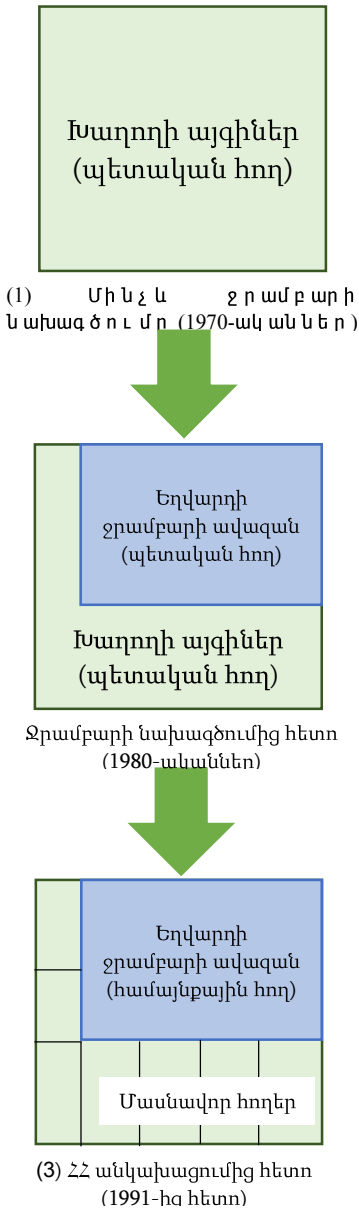 Խաղողի այգիներ
(պետական հող)
(1) Մինչև ջրամբարի
նախագծումը (1970-ականներ)
Եղվարդի
ջրամբարի ավազան
(պետական հող)
Խաղողի այգիներ
(պետական հող)
Ջրամբարի նախագծումից հետո
(1980-ականներ)
Եղվարդի
ջրամբարի ավազան
(համայնքային հող)
Մասնավոր հողեր
(3) ՀՀ անկախացումից հետո
(1991-ից հետո)